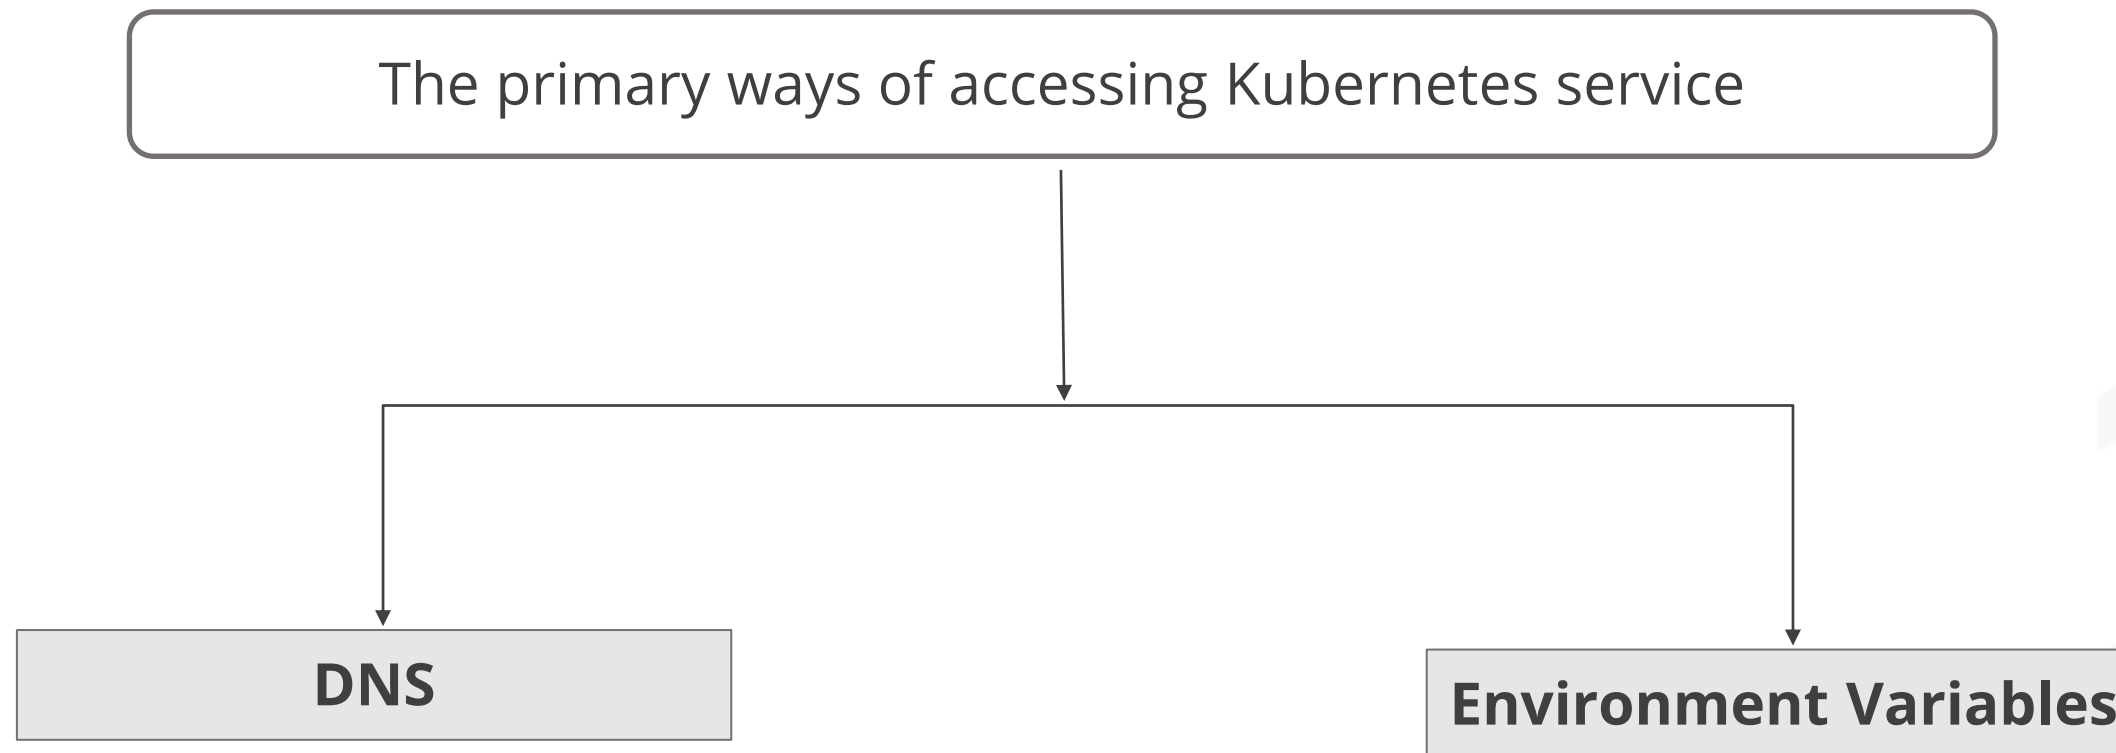 The primary ways of accessing Kubernetes service
DNS
Environment Variables